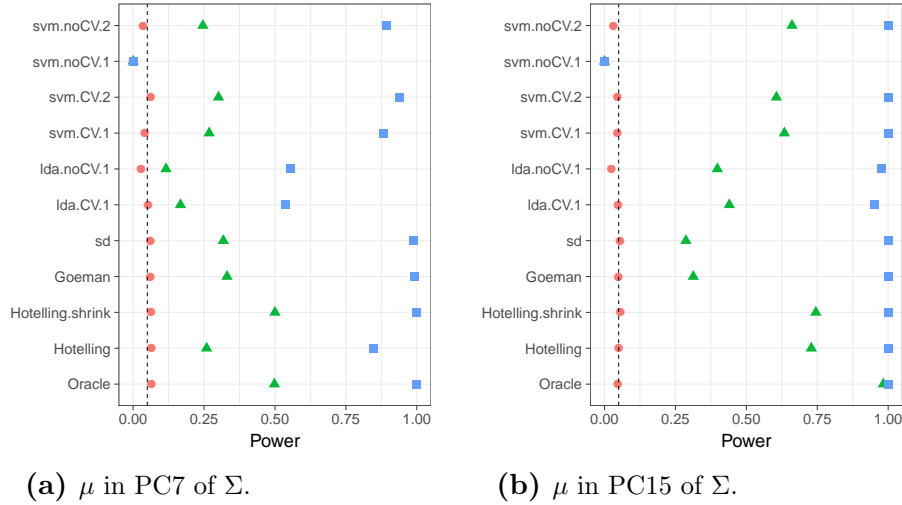 svm.noCV.2
svm.noCV.1
svm.CV.2
svm.CV.1
lda.noCV.1
lda.CV.1
sd
Goeman
Hotelling.shrink
Hotelling
Oracle
0.00 0.25 0.50 0.75 1.00
Power
(a) μ in PC7 of Σ.
svm.noCV.2
svm.noCV.1
svm.CV.2
svm.CV.1
lda.noCV.1
lda.CV.1
sd
Goeman
Hotelling.shrink
Hotelling
Oracle
0.00 0.25 0.50 0.75 1.00
Power
(b) μ in PC15 of Σ.